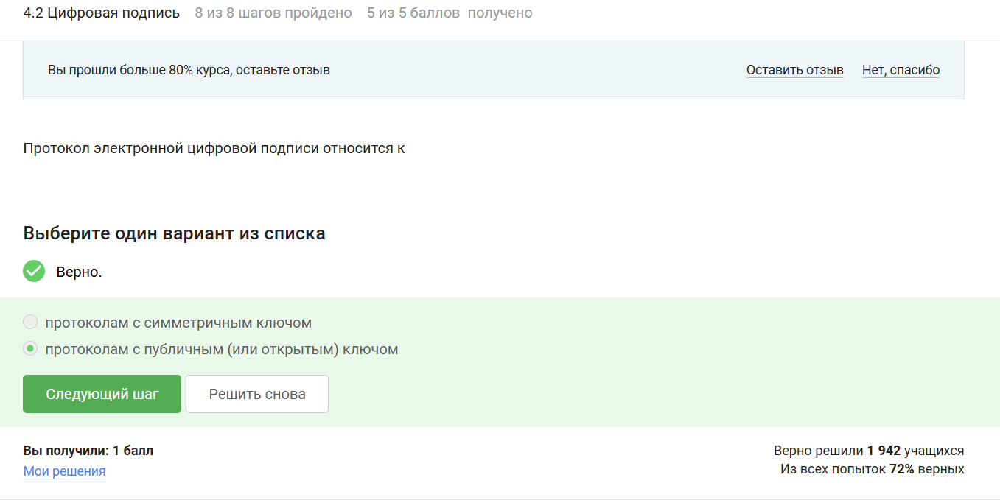 4.2 Цифровая подпись 8 из 8 шагов пройдено 5 из 5 баллов получено
Вы прошли больше 80% курса, оставьте отзыв Оставить отзыв Нет, спасибо
Протокол электронной цифровой подписи относится к
Выберите один вариант из списка
Верно.
протоколам с симметричным ключом
протоколам с публичным (или открытым) ключом
Следующий шаг Решить снова
Вы получили: 1 балл Верно решили 1 942 учащихся
Мои решения Из всех попыток 72% верных